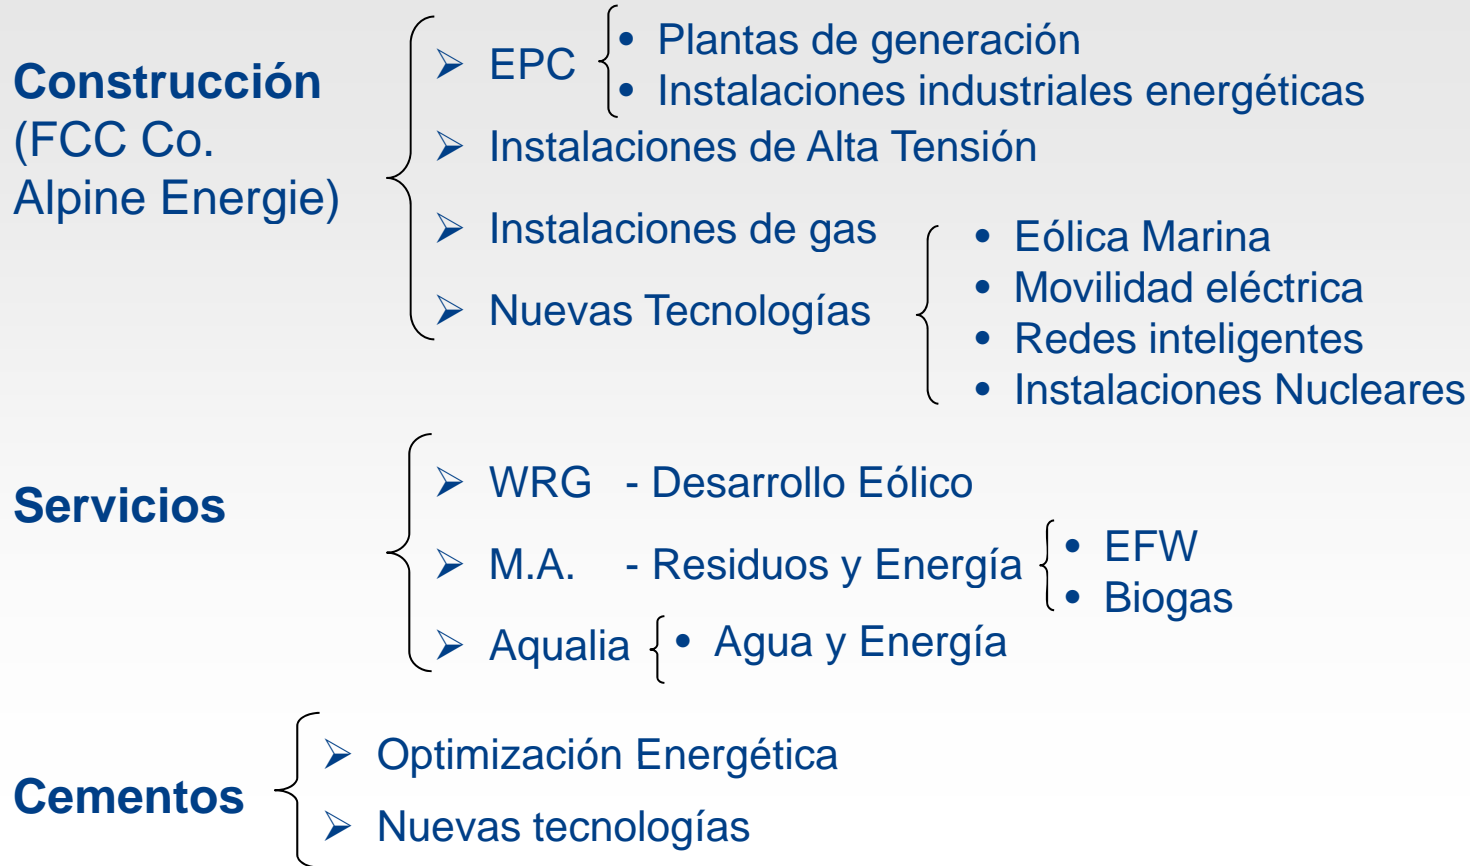 Construcción
(FCC Co.
Alpine Energie)
➢ EPC
• Plantas de generación
• Instalaciones industriales energéticas
➢ Instalaciones de Alta Tensión
➢ Instalaciones de gas
➢ Nuevas Tecnologías
• Eólica Marina
• Movilidad eléctrica
• Redes inteligentes
• Instalaciones Nucleares
Servicios
➢ WRG - Desarrollo Eólico
➢ M.A. - Residuos y Energía
• EFW
• Biogas
➢ Aqualia
• Agua y Energía
Cementos
➢ Optimización Energética
➢ Nuevas tecnologías